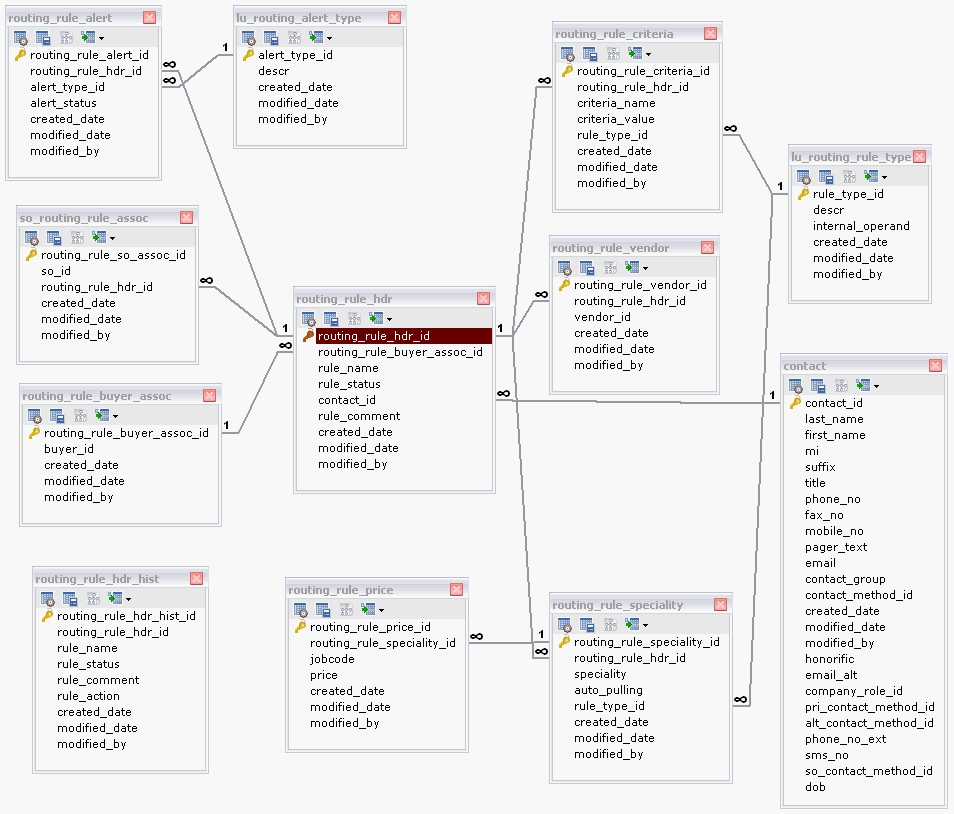 routing_rule_alert
routing_rule_alert_id
routing_rule_hdr_id
alert_type_id
alert_status
created_date
modified_date
modified_by
∞
∞
1
lu_routing_alert_type
alert_type_id
descr
created_date
modified_date
modified_by
routing_rule_criteria
routing_rule_criteria_id
routing_rule_hdr_id
criteria_name
criteria_value
rule_type_id
created_date
modified_date
modified_by
∞
∞
1
lu_routing_rule_type
rule_type_id
descr
internal_operand
created_date
modified_date
modified_by
so_routing_rule_assoc
routing_rule_so_assoc_id
so_id
routing_rule_hdr_id
created_date
modified_date
modified_by
∞
routing_rule_vendor
routing_rule_vendor_id
routing_rule_hdr_id
vendor_id
created_date
modified_date
modified_by
∞
routing_rule_hdr
routing_rule_hdr_id
routing_rule_buyer_assoc_id
rule_name
rule_status
contact_id
rule_comment
created_date
modified_date
modified_by
1
∞
1
∞
1
routing_rule_buyer_assoc
routing_rule_buyer_assoc_id
buyer_id
created_date
modified_date
modified_by
1
contact
contact_id
last_name
first_name
mi
suffix
title
phone_no
fax_no
mobile_no
pager_text
email
contact_group
contact_method_id
created_date
modified_date
modified_by
honorific
email_alt
company_role_id
pri_contact_method_id
alt_contact_method_id
phone_no_ext
sms_no
so_contact_method_id
dob
routing_rule_hdr_hist
routing_rule_hdr_hist_id
routing_rule_hdr_id
rule_name
rule_status
rule_comment
rule_action
created_date
modified_date
modified_by
routing_rule_price
routing_rule_price_id
routing_rule_speciality_id
jobcode
price
created_date
modified_date
modified_by
∞
1
∞
routing_rule_speciality
routing_rule_speciality_id
routing_rule_hdr_id
speciality
auto_pulling
rule_type_id
created_date
modified_date
modified_by
∞